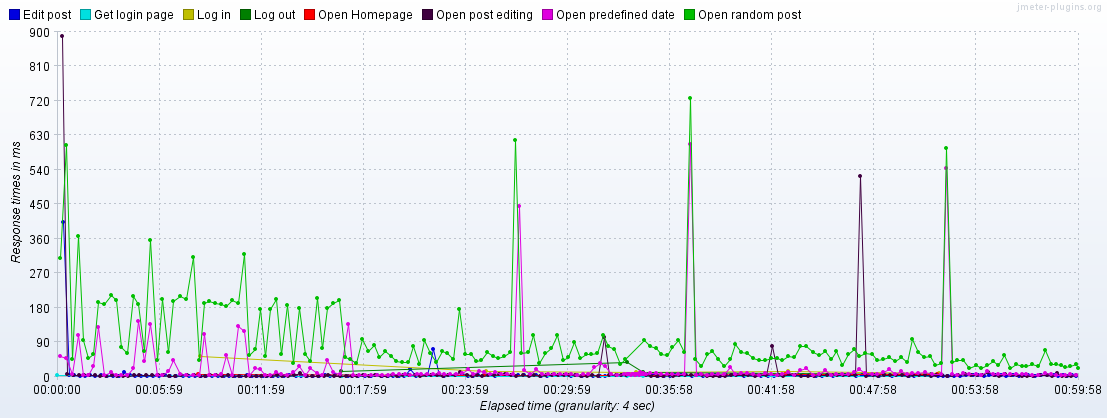 jmeter-plugins.org
Edit post Get login page Log in Log out Open Homepage Open post editing Open predefined date Open random post
900
810
720
630
540
450
360
270
180
90
0
Response times in ms
00:00:00 00:05:59 00:11:59 00:17:59 00:23:59 00:29:59 00:35:58 00:41:58 00:47:58 00:53:58 00:59:58
Elapsed time (granularity: 4 sec)